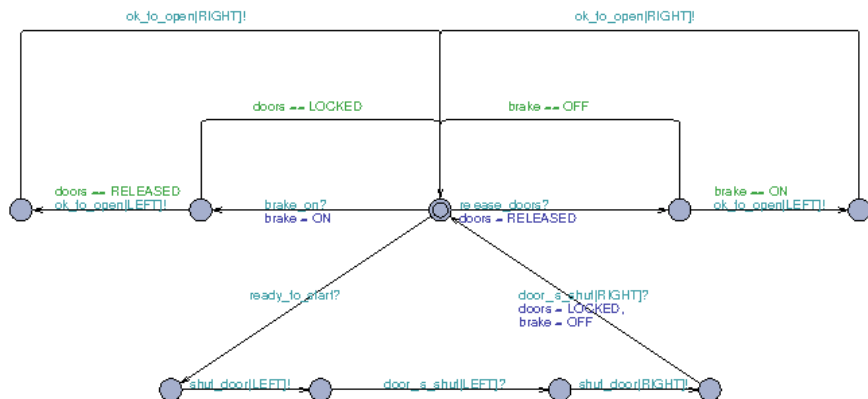 ok_to_open[RIGHT]!
ok_to_open[RIGHT]!
doors == LOCKED
brake == OFF
doors == RELEASED
ok_to_open[LEFT]!
brake_on?
brake = ON
release_doors?
doors = RELEASED
brake == ON
ok_to_open[LEFT]!
ready_to_start?
door_s_shut[RIGHT]?
doors = LOCKED,
brake = OFF
shut_door[LEFT]!
door_s_shut[LEFT]?
shut_door[RIGHT]!